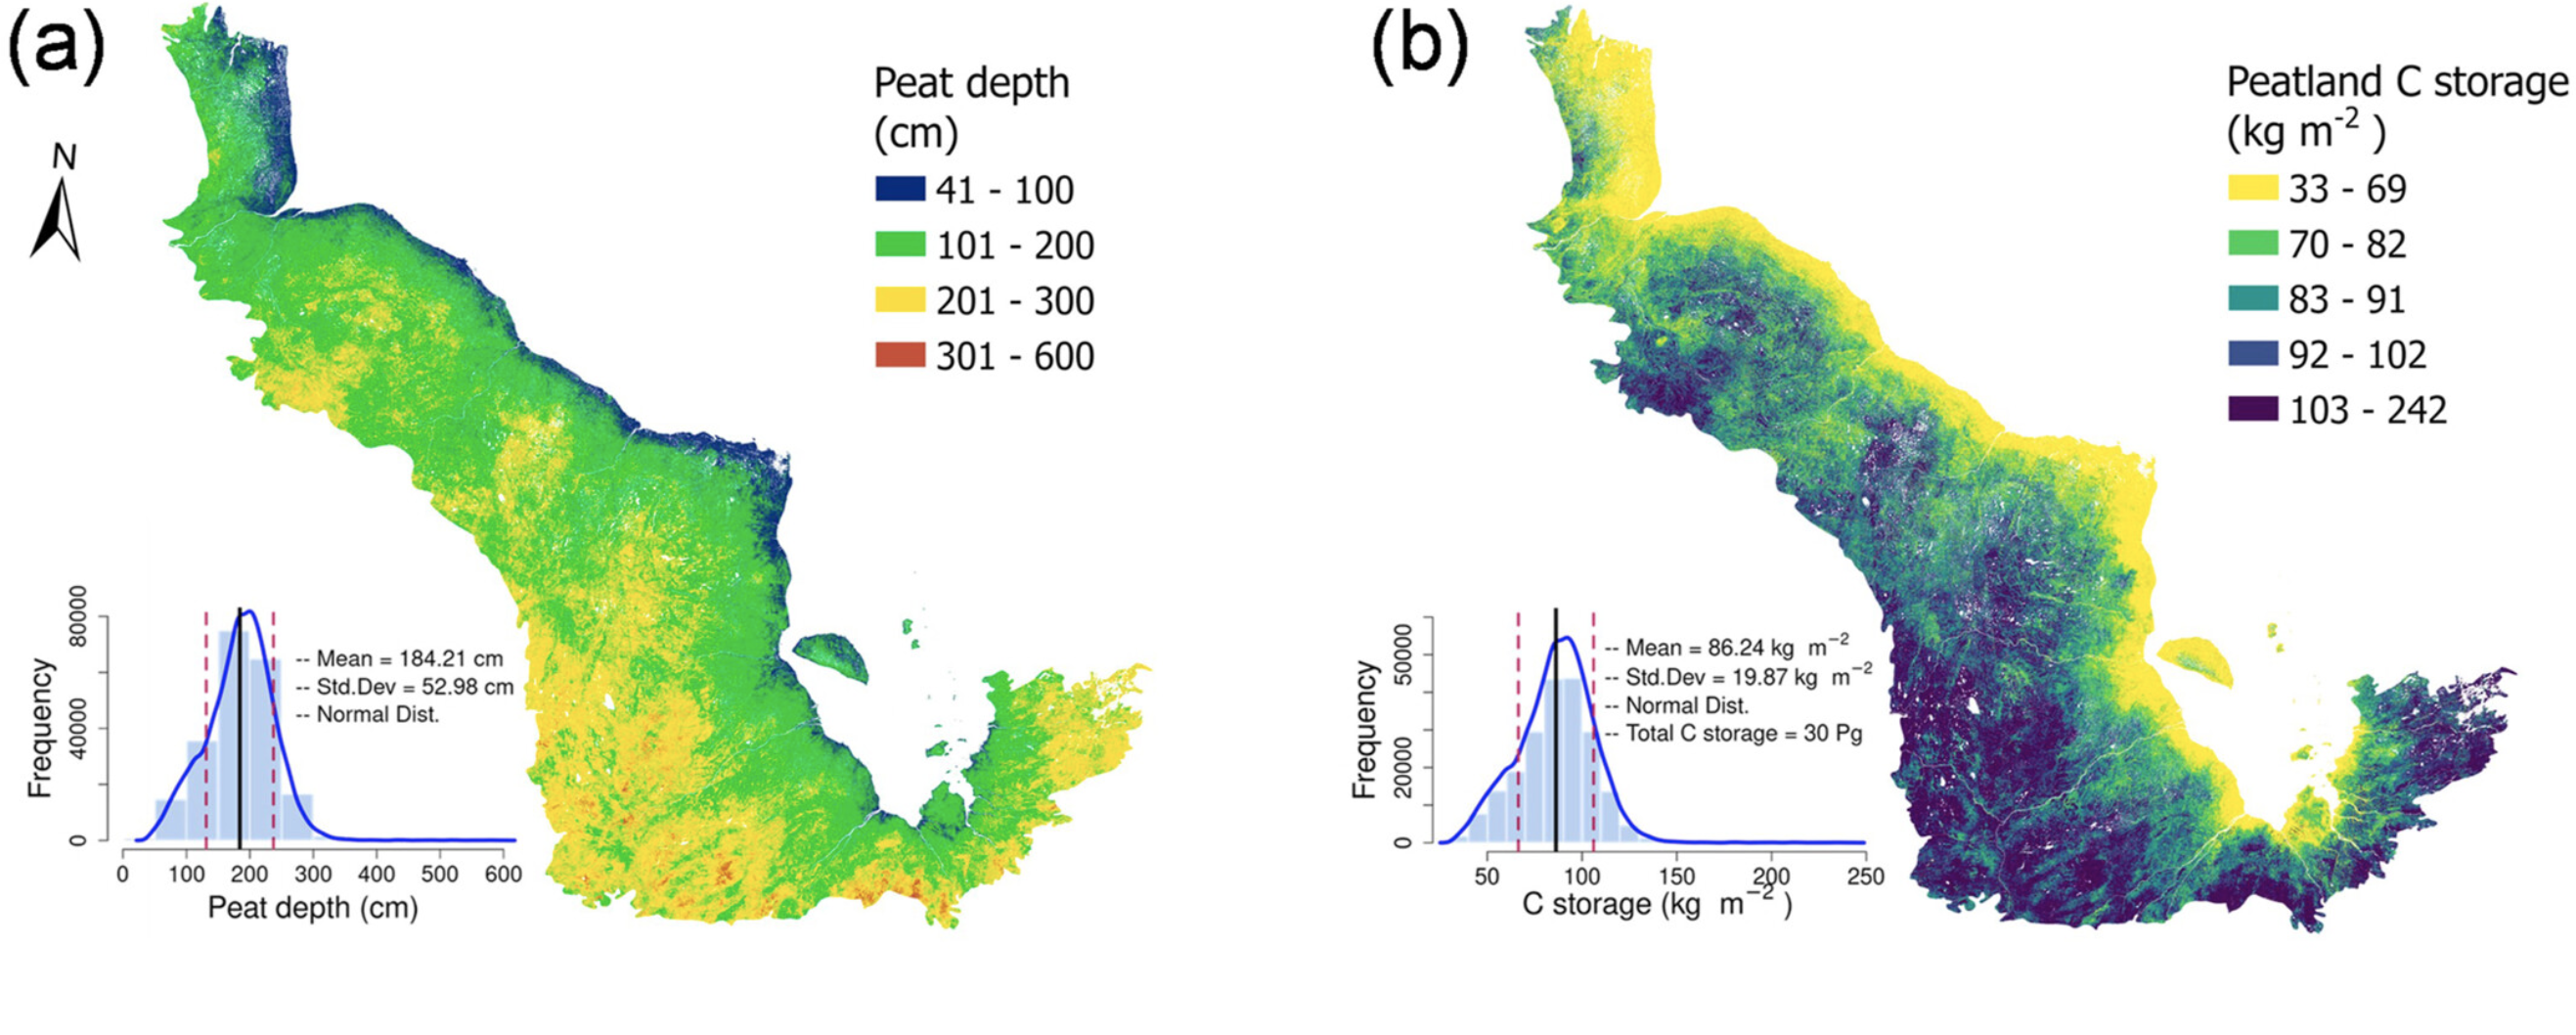 (a)
N
Peat depth
(cm)
41 - 100
101 - 200
201 - 300
301 - 600
Frequency
80000
40000
0
-- Mean = 184.21 cm
-- Std.Dev = 52.98 cm
-- Normal Dist.
0 100 200 300 400 500 600
Peat depth (cm)
(b)
Peatland C storage
(kg m⁻²)
33 - 69
70 - 82
83 - 91
92 - 102
103 - 242
Frequency
50000
20000
0
-- Mean = 86.24 kg m⁻²
-- Std.Dev = 19.87 kg m⁻²
-- Normal Dist.
-- Total C storage = 30 Pg
50 100 150 200 250
C storage (kg m⁻²)